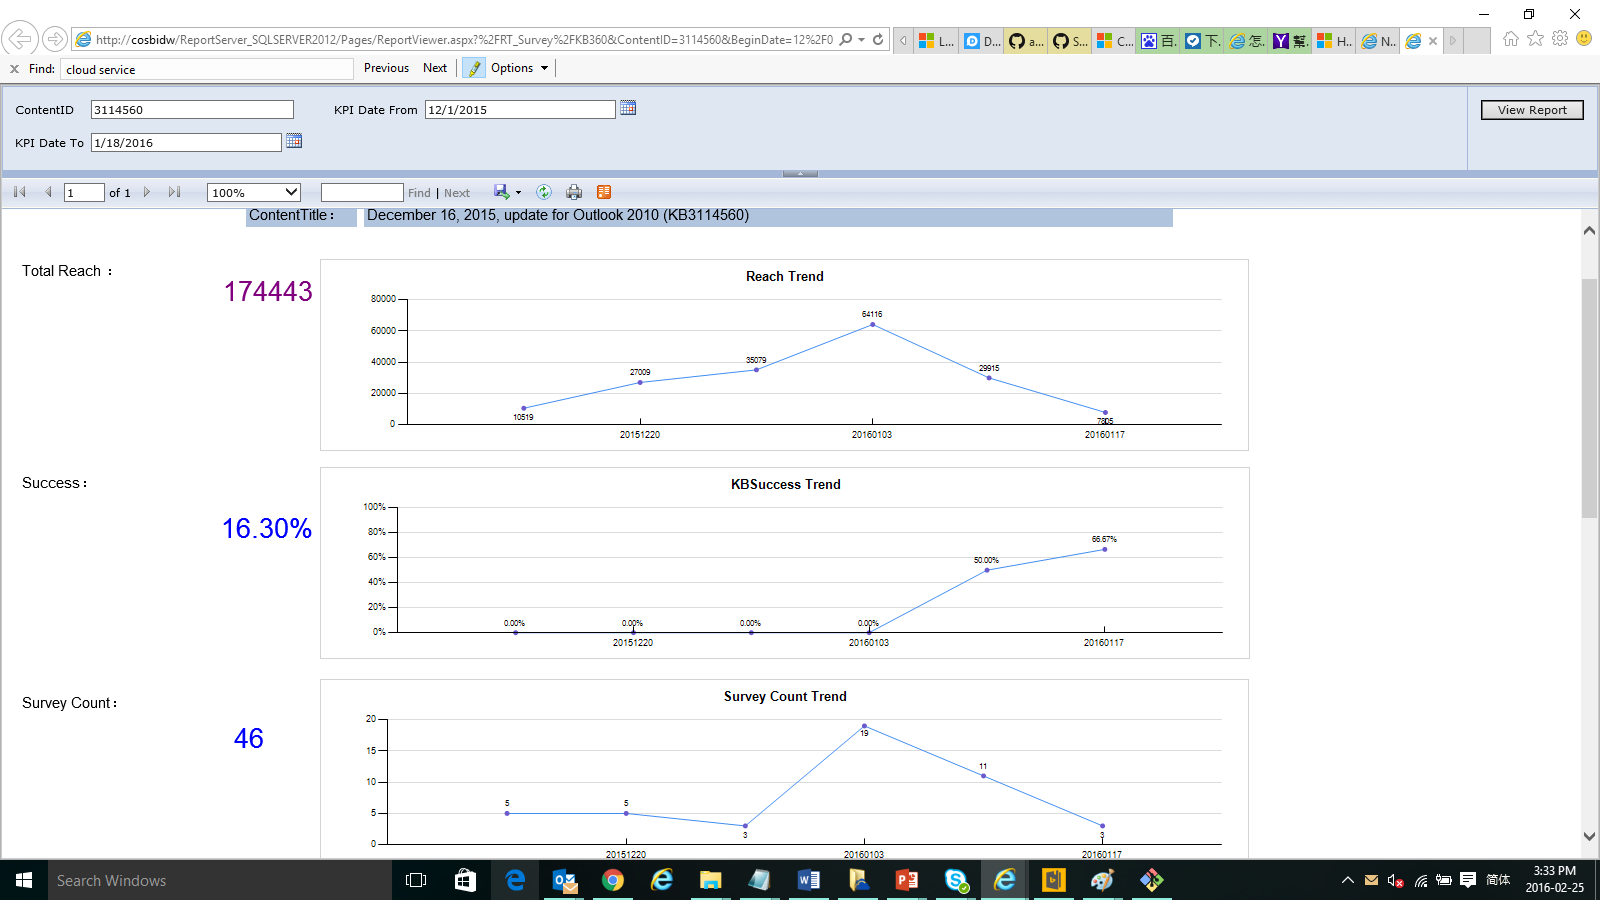 http://cosbidw/ReportServer_SQLSERVER2012/Pages/ReportViewer.aspx?%2FRT_Survey%2FKB360&ContentID=3114560&BeginDate=12%2F0
L...
D...
a...
S...
C...
百.
下.
怎.
幫.
H..
N..
Find: cloud service Previous Next Options
ContentID 3114560 KPI Date From 12/1/2015 View Report
KPI Date To 1/18/2016
1 of 1 100% Find | Next
ContentTitle： December 16, 2015, update for Outlook 2010 (KB3114560)
Total Reach ：
174443
Reach Trend
80000
60000
40000
20000
0
10519
27009
35079
64116
29915
7805
20151220 20160103 20160117
Success：
16.30%
KBSuccess Trend
100%
80%
60%
40%
20%
0%
0.00% 0.00% 0.00% 0.00% 50.00% 66.67%
20151220 20160103 20160117
Survey Count：
46
Survey Count Trend
20
15
10
5
0
5 5 3 19 11 3
20151220 20160103 20160117
Search Windows
简体
3:33 PM
2016-02-25